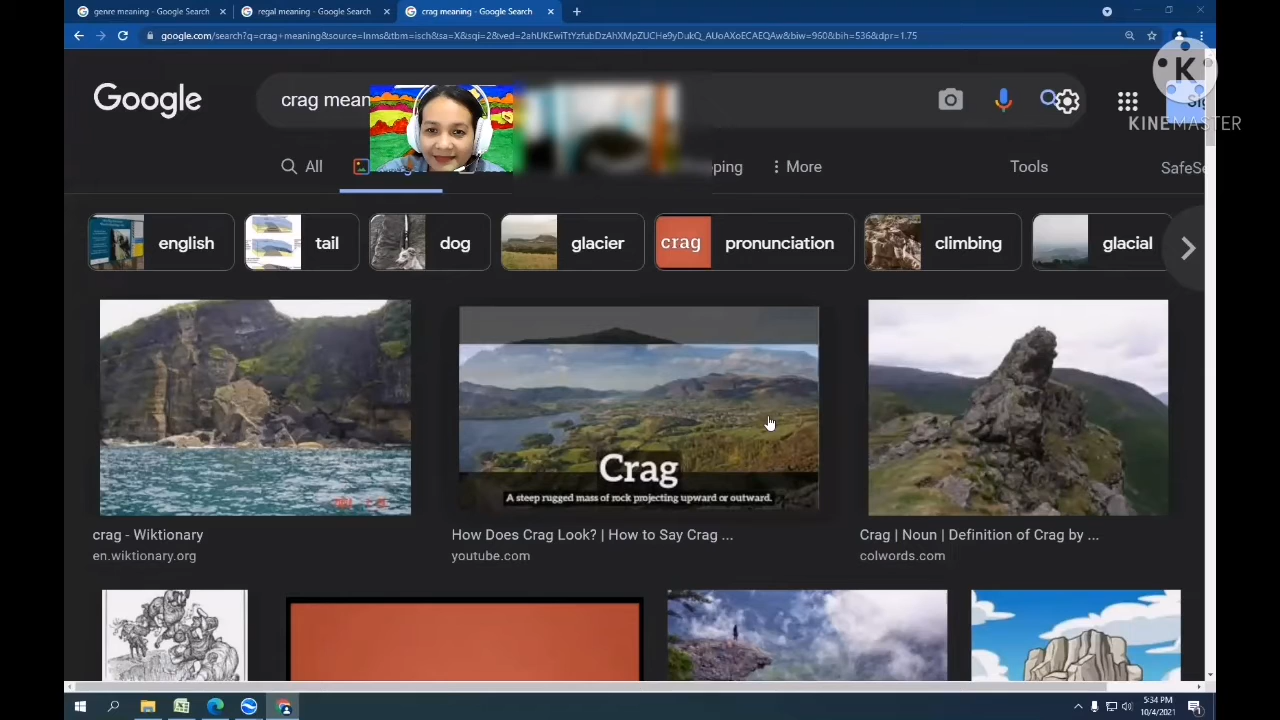 genre meaning - Google Search
regal meaning - Google Search
crag meaning - Google Search
google.com/search?q=crag+meaning&source=lnms&tbm=isch&sa=X&sqi=2&ved=2ahUKEwiTtYzfubDzAhXMpZUCHe9yDukQ_AUoAXoECAEQAw&biw=960&bih=536&dpr=1.75
Google
crag mean
K
KINEMASTER
All
pping
More
Tools
SafeSe
english
tail
dog
glacier
crag
pronunciation
climbing
glacial
Crag
A steep rugged mass of rock projecting upward or outward.
crag - Wiktionary
en.wiktionary.org
How Does Crag Look? | How to Say Crag ...
youtube.com
Crag | Noun | Definition of Crag by ...
colwords.com
5:34 PM
10/4/2021